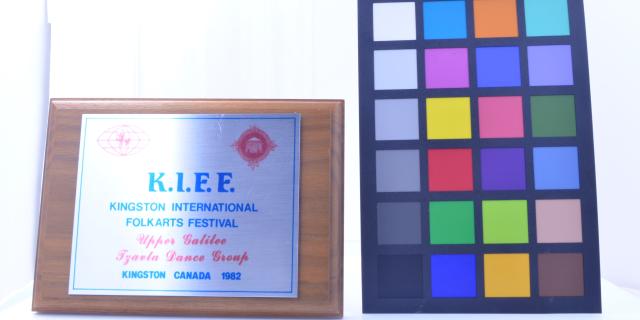 K.I.F.F.
KINGSTON INTERNATIONAL
FOLKARTS FESTIVAL
Upper Galilee
Tzavta Dance Group
KINGSTON CANADA 1982